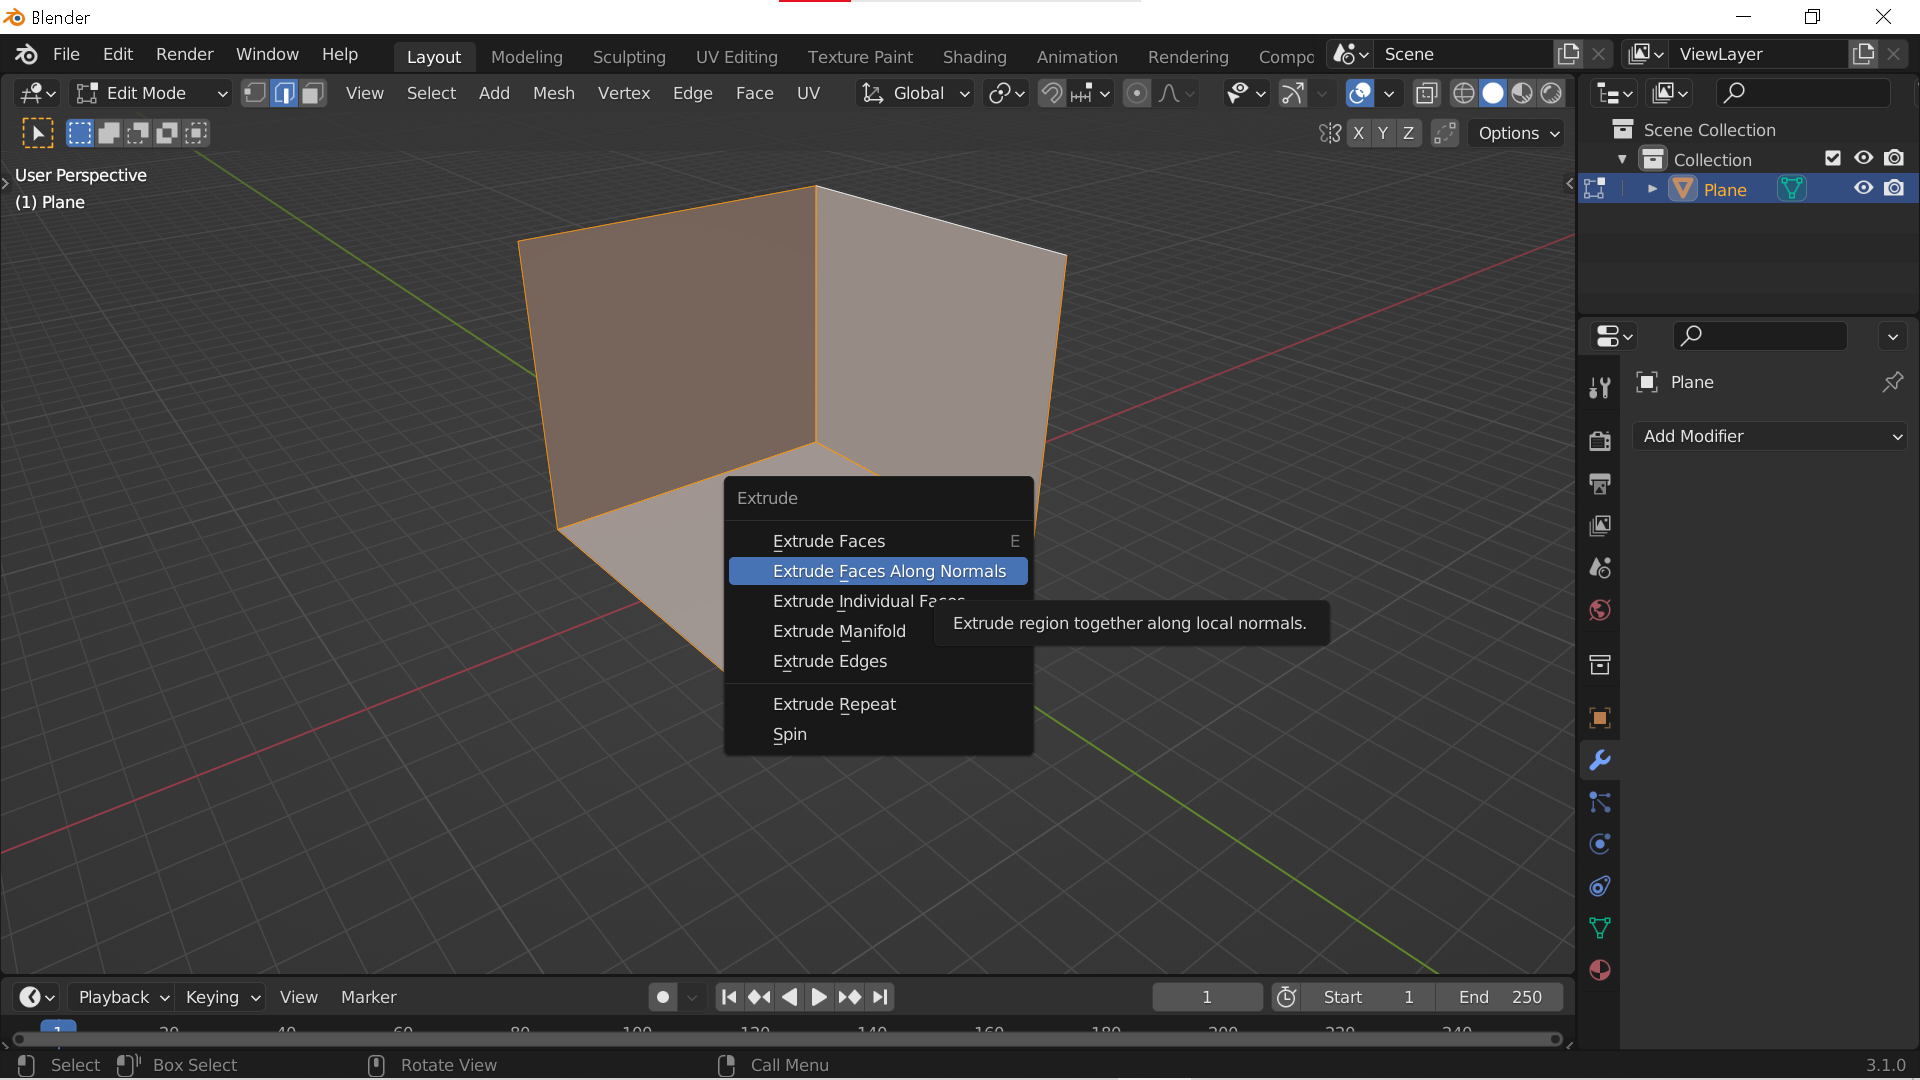 Blender
File Edit Render Window Help Layout Modeling Sculpting UV Editing Texture Paint Shading Animation Rendering Compo Scene ViewLayer
Edit Mode View Select Add Mesh Vertex Edge Face UV Global
X Y Z Options
User Perspective
(1) Plane
Scene Collection
Collection
Plane
Plane
Add Modifier
Extrude
Extrude Faces E
Extrude Faces Along Normals
Extrude Individual Faces
Extrude region together along local normals.
Extrude Manifold
Extrude Edges
Extrude Repeat
Spin
Playback Keying View Marker 1 Start 1 End 250
1 20 40 60 80 100 120 140 160 180 200 220 240
Select Box Select Rotate View Call Menu 3.1.0